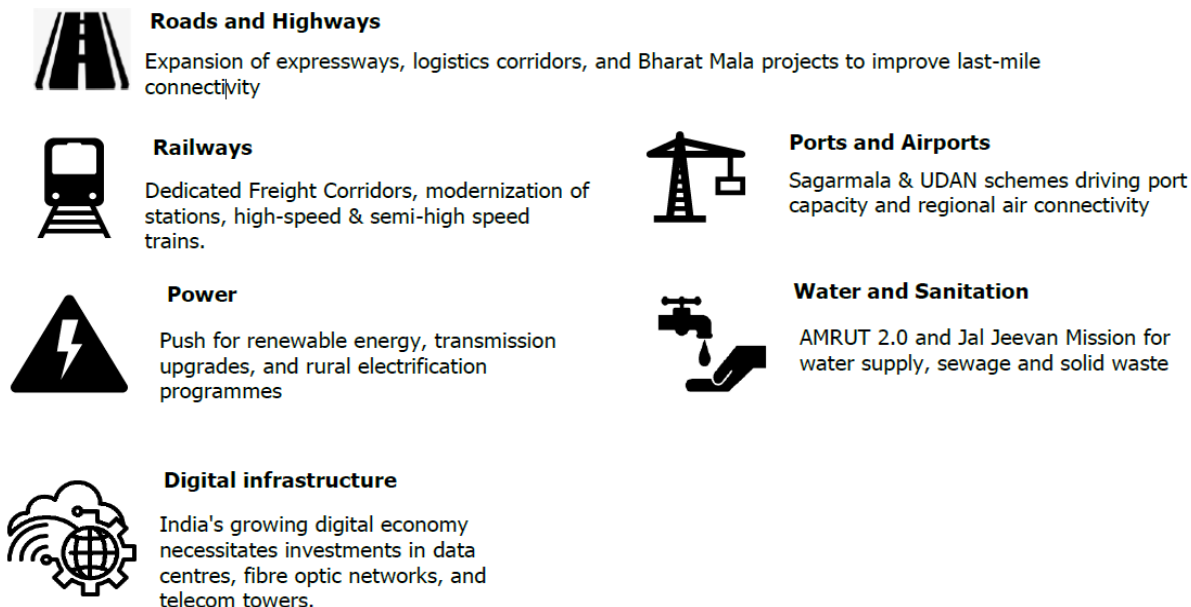 Roads and Highways
Expansion of expressways, logistics corridors, and Bharat Mala projects to improve last-mile
connectivity
Railways
Dedicated Freight Corridors, modernization of
stations, high-speed & semi-high speed
trains.
Ports and Airports
Sagarmala & UDAN schemes driving port
capacity and regional air connectivity
Power
Push for renewable energy, transmission
upgrades, and rural electrification
programmes
Water and Sanitation
AMRUT 2.0 and Jal Jeevan Mission for
water supply, sewage and solid waste
Digital infrastructure
India's growing digital economy
necessitates investments in data
centres, fibre optic networks, and
telecom towers.